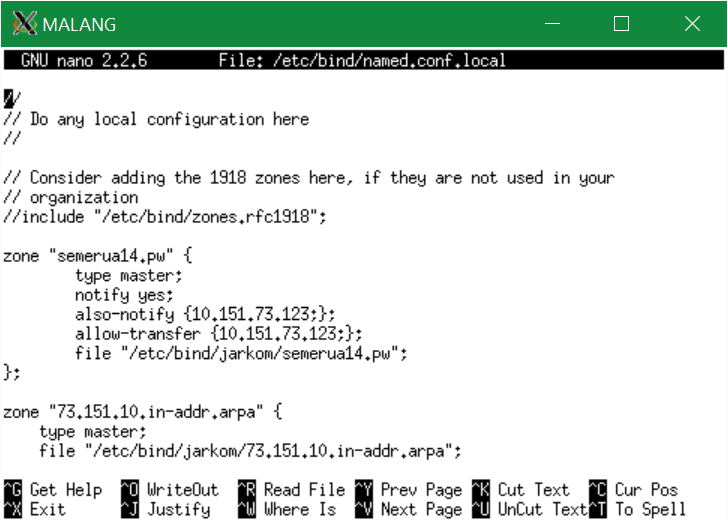 MALANG
GNU nano 2.2.6 File: /etc/bind/named.conf.local
//
// Do any local configuration here
//
// Consider adding the 1918 zones here, if they are not used in your
// organization
//include "/etc/bind/zones.rfc1918";
zone "semerua14.pw" {
type master;
notify yes;
also-notify {10.151.73.123;};
allow-transfer {10.151.73.123;};
file "/etc/bind/jarkom/semerua14.pw";
};
zone "73.151.10.in-addr.arpa" {
type master;
file "/etc/bind/jarkom/73.151.10.in-addr.arpa";
^G Get Help ^O WriteOut ^R Read File ^Y Prev Page ^K Cut Text ^C Cur Pos
^X Exit ^J Justify ^W Where Is ^V Next Page ^U UnCut Text ^T To Spell